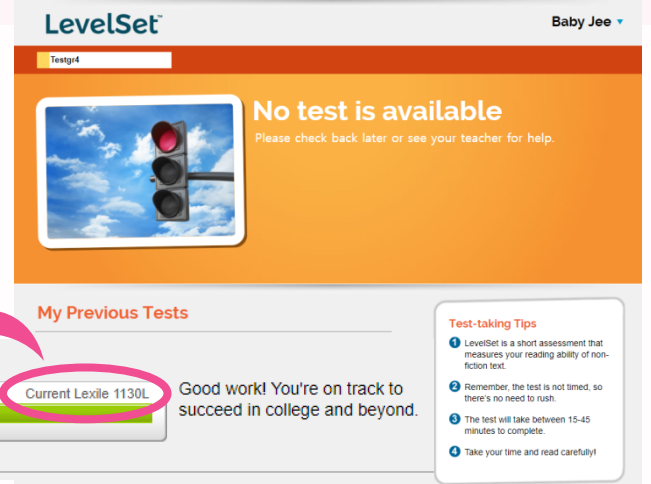 LevelSet™
Baby Jee
Testgr4
No test is available
Please check back later or see your teacher for help.
My Previous Tests
Current Lexile 1130L
Good work! You're on track to
succeed in college and beyond.
Test-taking Tips
1 LevelSet is a short assessment that
measures your reading ability of non-
fiction text.
2 Remember, the test is not timed, so
there's no need to rush.
3 The test will take between 15-45
minutes to complete.
4 Take your time and read carefully!